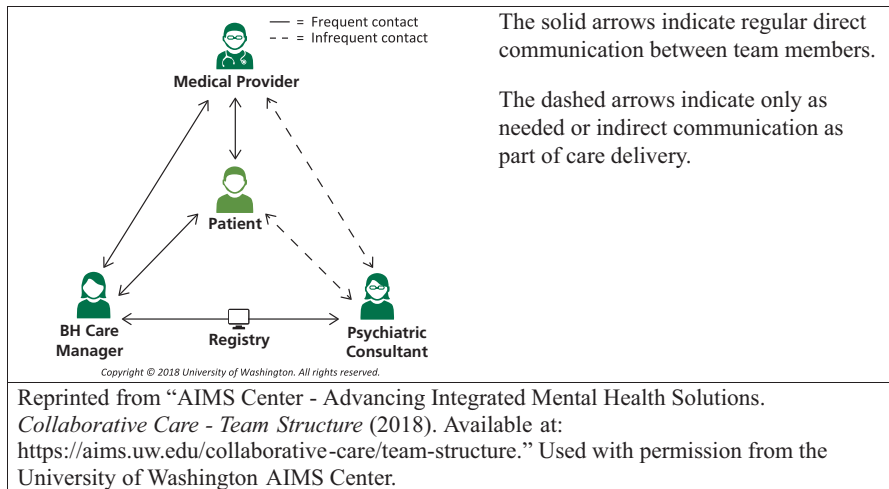 = Frequent contact
= Infrequent contact
Medical Provider
Patient
BH Care
Manager
Registry
Psychiatric
Consultant
Copyright © 2018 University of Washington. All rights reserved.
The solid arrows indicate regular direct
communication between team members.
The dashed arrows indicate only as
needed or indirect communication as
part of care delivery.
Reprinted from “AIMS Center - Advancing Integrated Mental Health Solutions.
Collaborative Care - Team Structure (2018). Available at:
https://aims.uw.edu/collaborative-care/team-structure.” Used with permission from the
University of Washington AIMS Center.